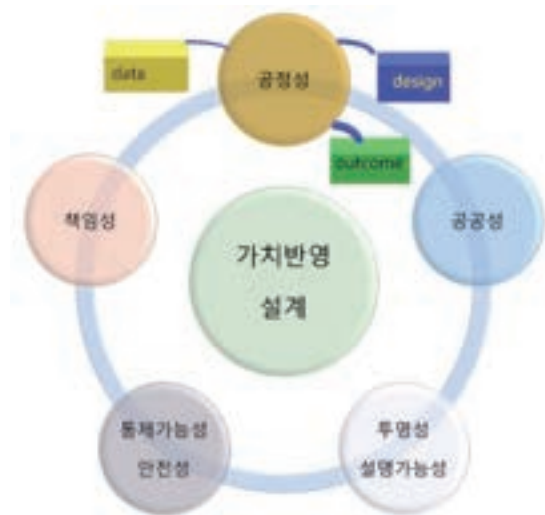 data
공정성
design
outcome
책임성
공공성
가치반영
설계
통제가능성
안전성
투명성
설명가능성